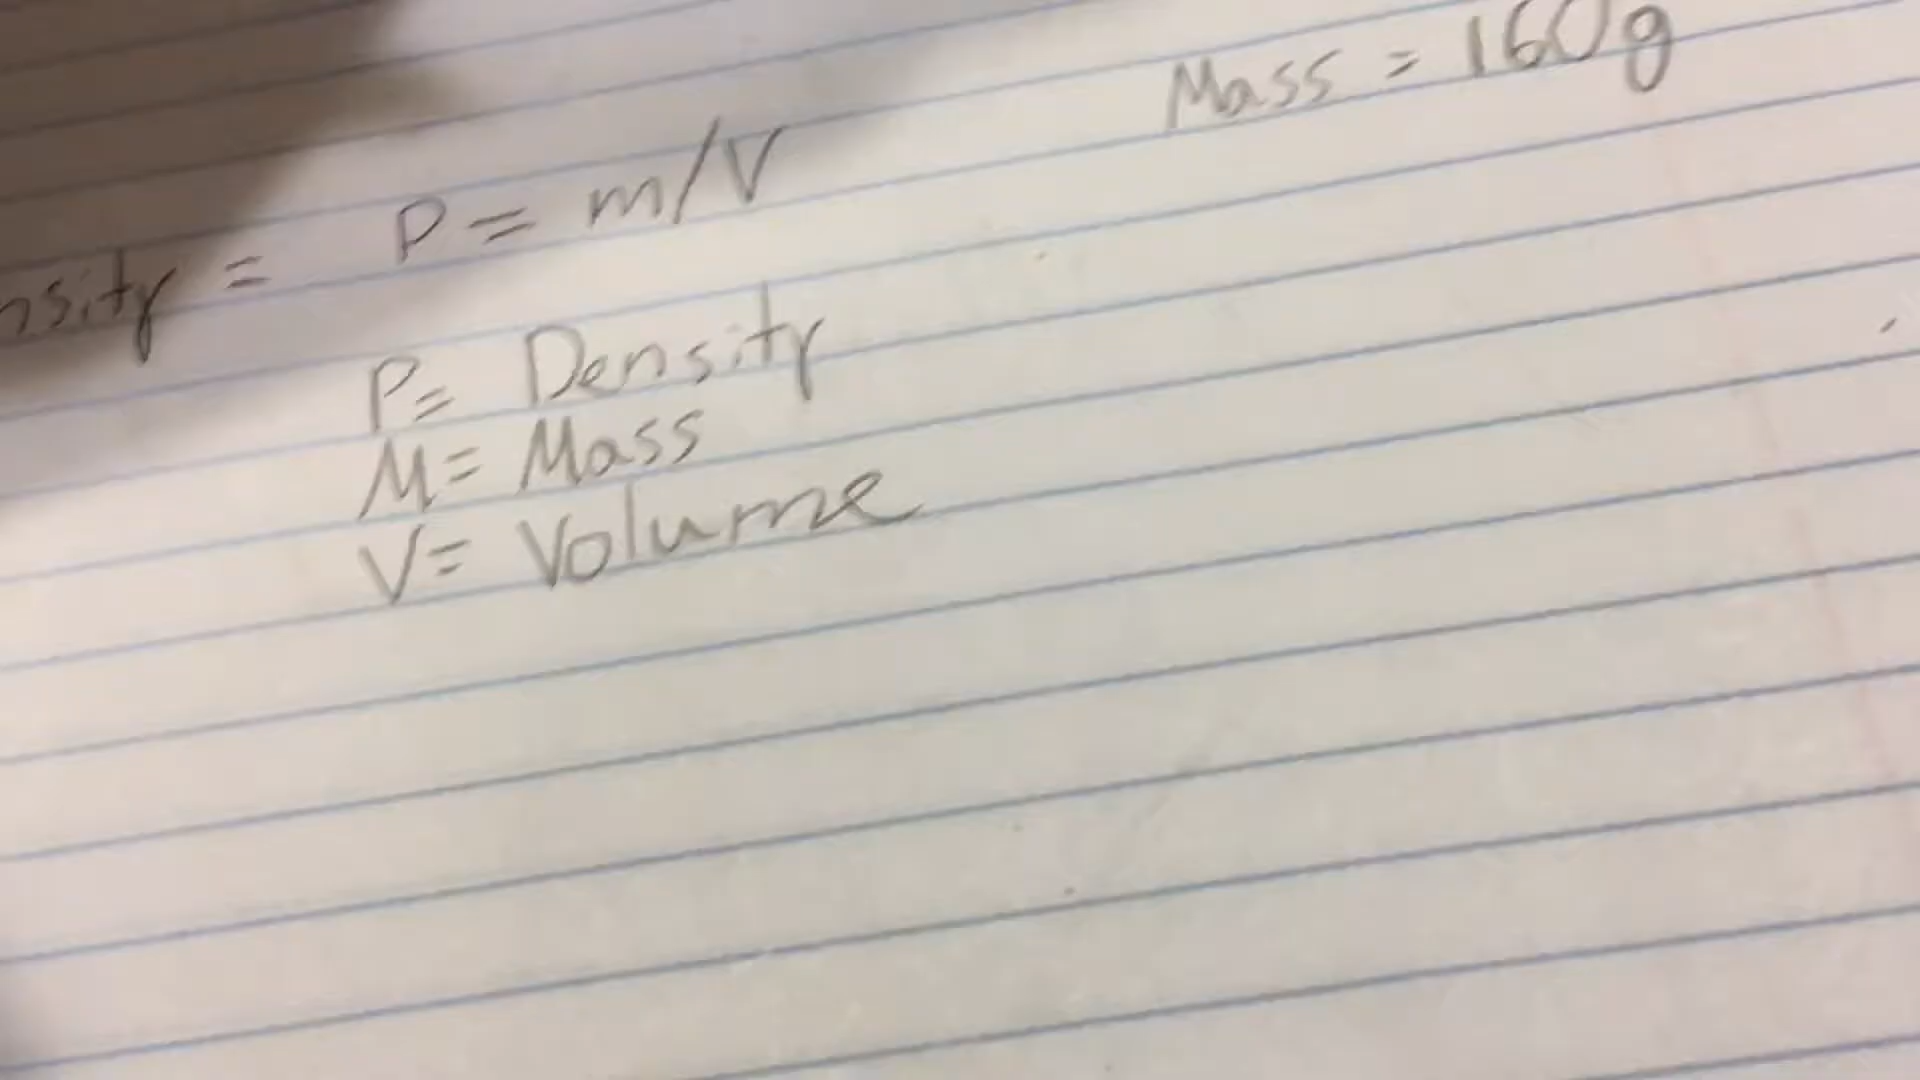 Mass = 160g
nsity = P = m/V
P = Density
M = Mass
V = Volume